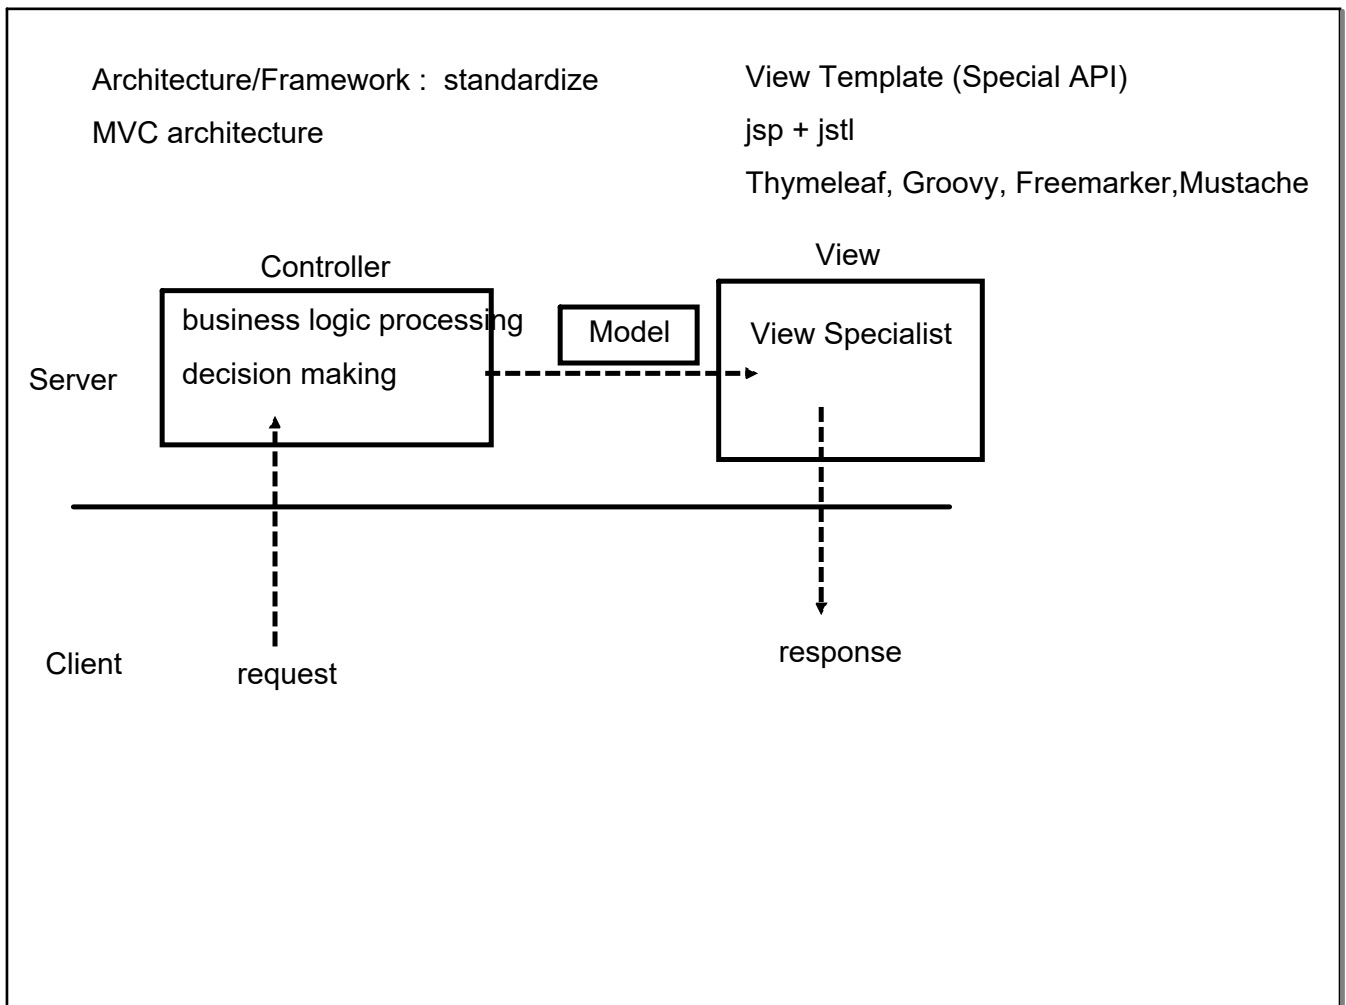 Architecture/Framework :  standardize
MVC architecture
View Template (Special API)
jsp + jstl
Thymeleaf, Groovy, Freemarker,Mustache
Controller
business logic processing
decision making
Model
View
View Specialist
Server
Client
request
response